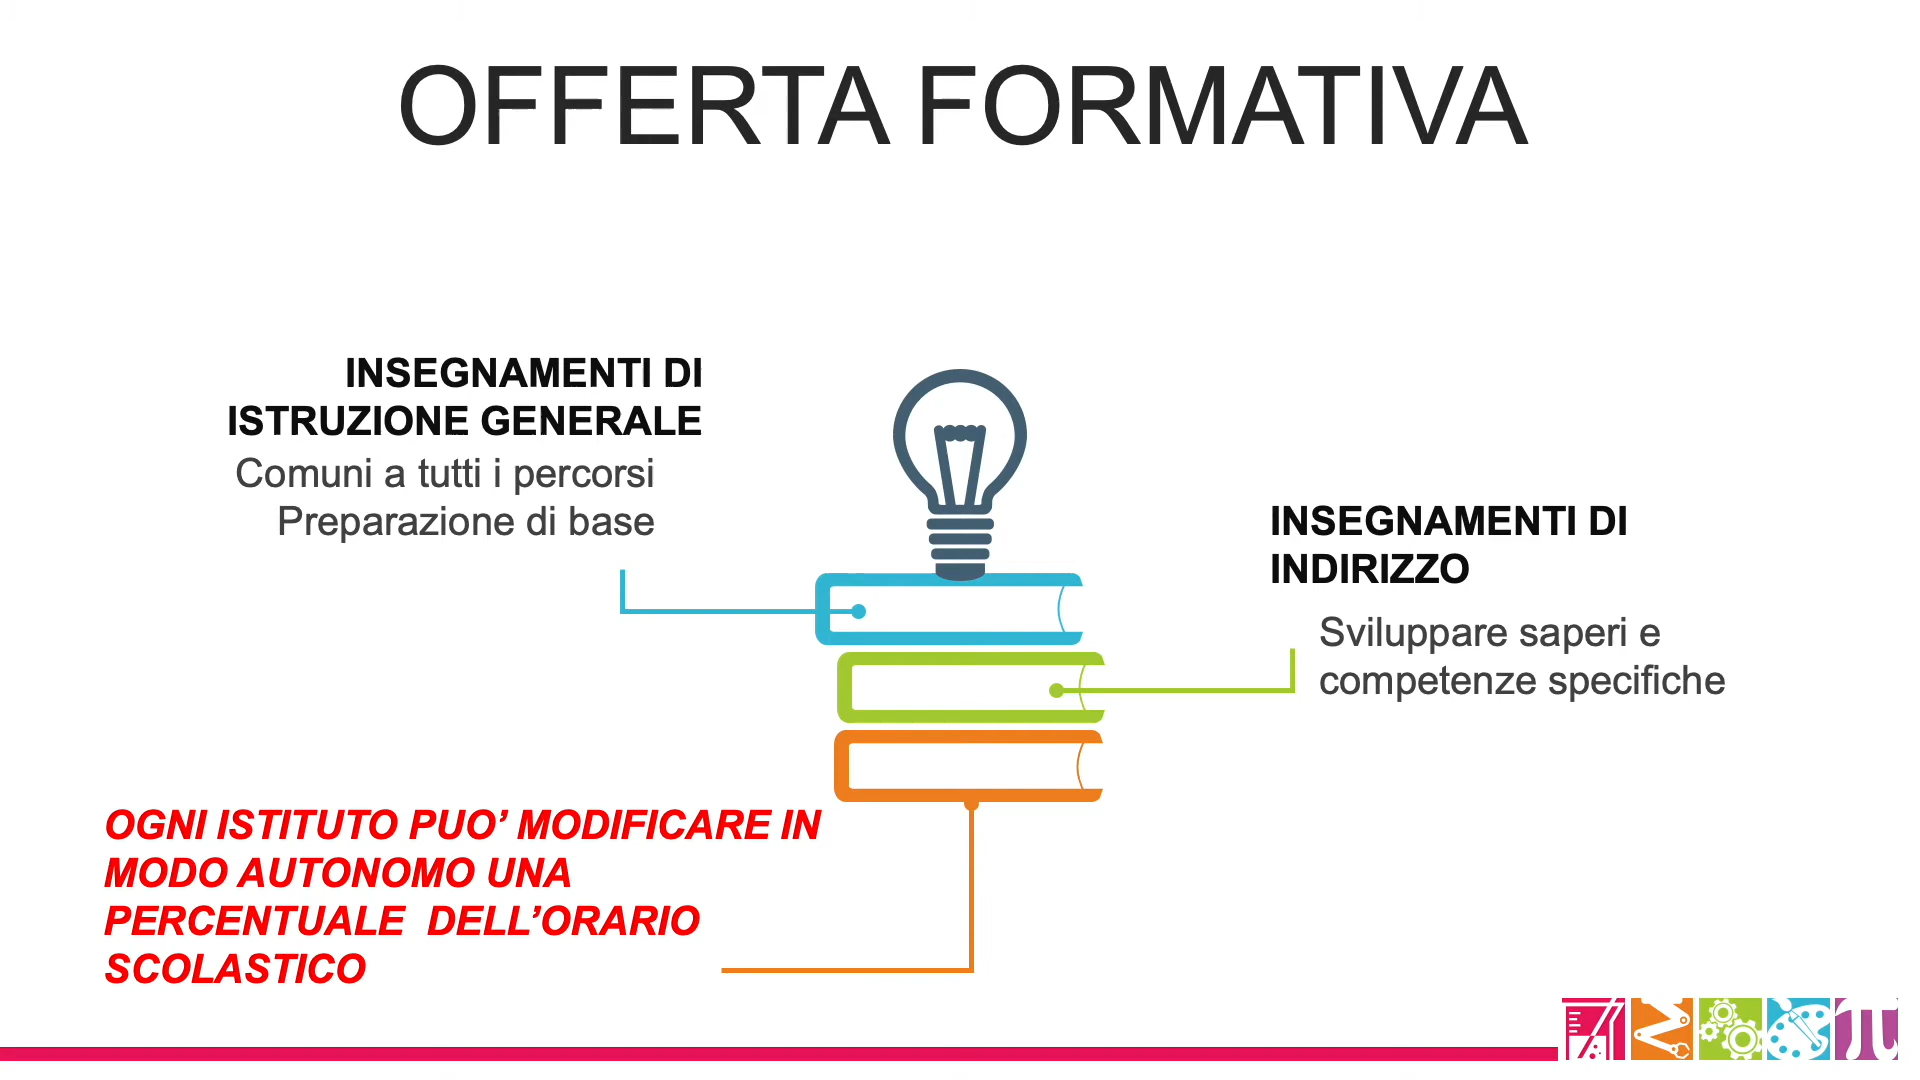 OFFERTA FORMATIVA
INSEGNAMENTI DI
ISTRUZIONE GENERALE
Comuni a tutti i percorsi
Preparazione di base
INSEGNAMENTI DI
INDIRIZZO
Sviluppare saperi e
competenze specifiche
OGNI ISTITUTO PUO’ MODIFICARE IN
MODO AUTONOMO UNA
PERCENTUALE  DELL’ORARIO
SCOLASTICO
π